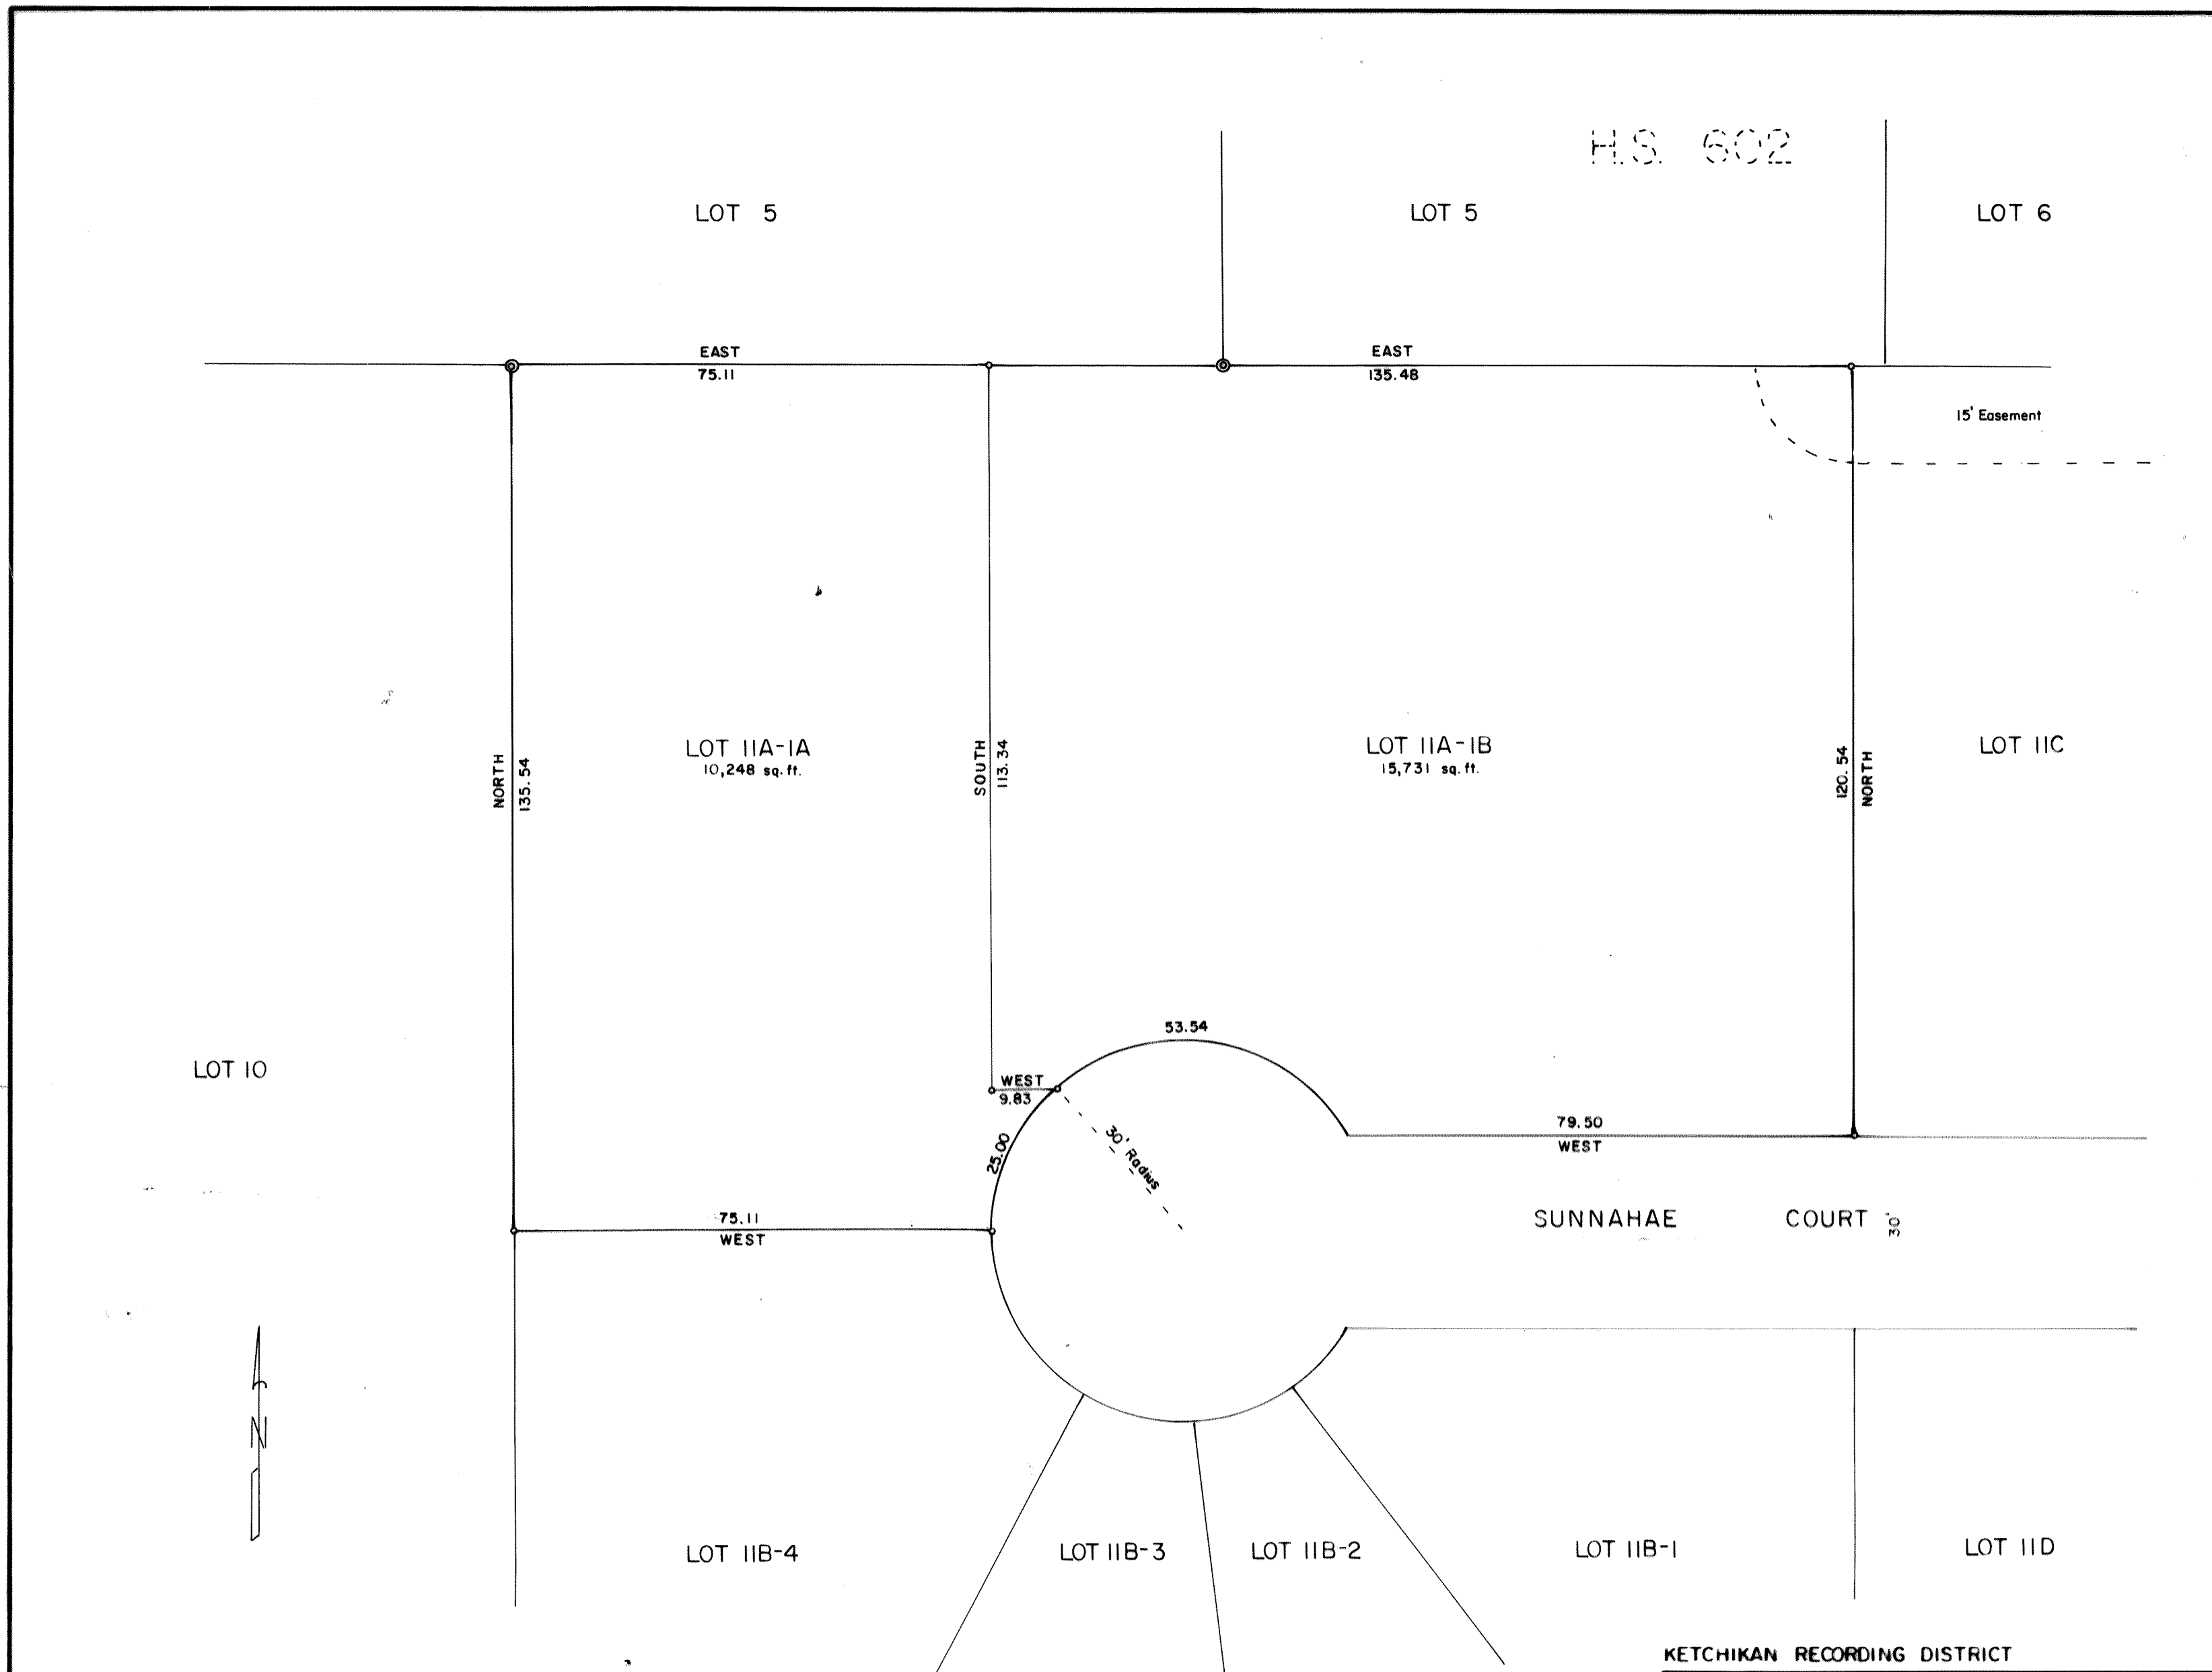 H.S. 602
LOT 5
LOT 5
LOT 6
EAST
75.11
EAST
135.48
15' Easement
NORTH
135.54
LOT 11A-1A
10,248 sq. ft.
SOUTH
113.34
LOT 11A-1B
15,731 sq. ft.
120.54
NORTH
LOT 11C
LOT 10
53.54
WEST
9.83
25.00
30' Radius
79.50
WEST
75.11
WEST
SUNNAHAE COURT
30'
N
LOT 11B-4
LOT 11B-3
LOT 11B-2
LOT 11B-1
LOT 11D
KETCHIKAN RECORDING DISTRICT